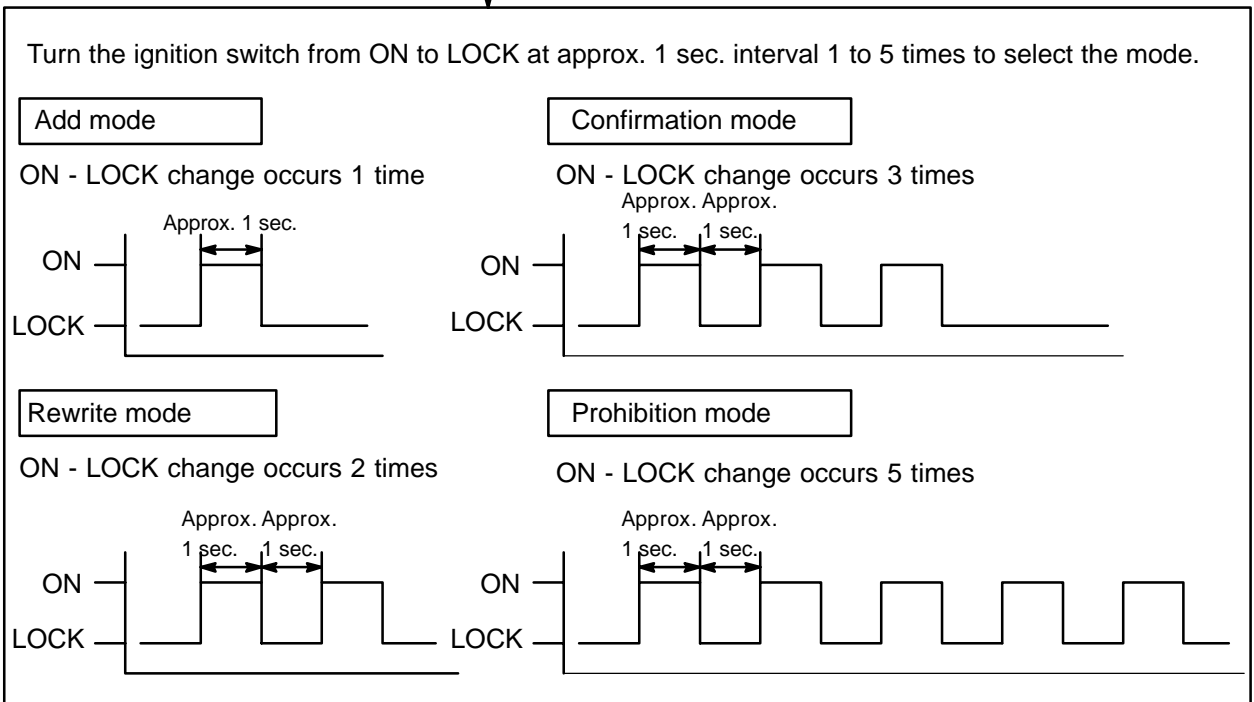 Turn the ignition switch from ON to LOCK at approx. 1 sec. interval 1 to 5 times to select the mode.
Add mode
ON - LOCK change occurs 1 time
Approx. 1 sec.
ON
LOCK
Confirmation mode
ON - LOCK change occurs 3 times
Approx. Approx.
1 sec. 1 sec.
ON
LOCK
Rewrite mode
ON - LOCK change occurs 2 times
Approx. Approx.
1 sec. 1 sec.
ON
LOCK
Prohibition mode
ON - LOCK change occurs 5 times
Approx. Approx.
1 sec. 1 sec.
ON
LOCK